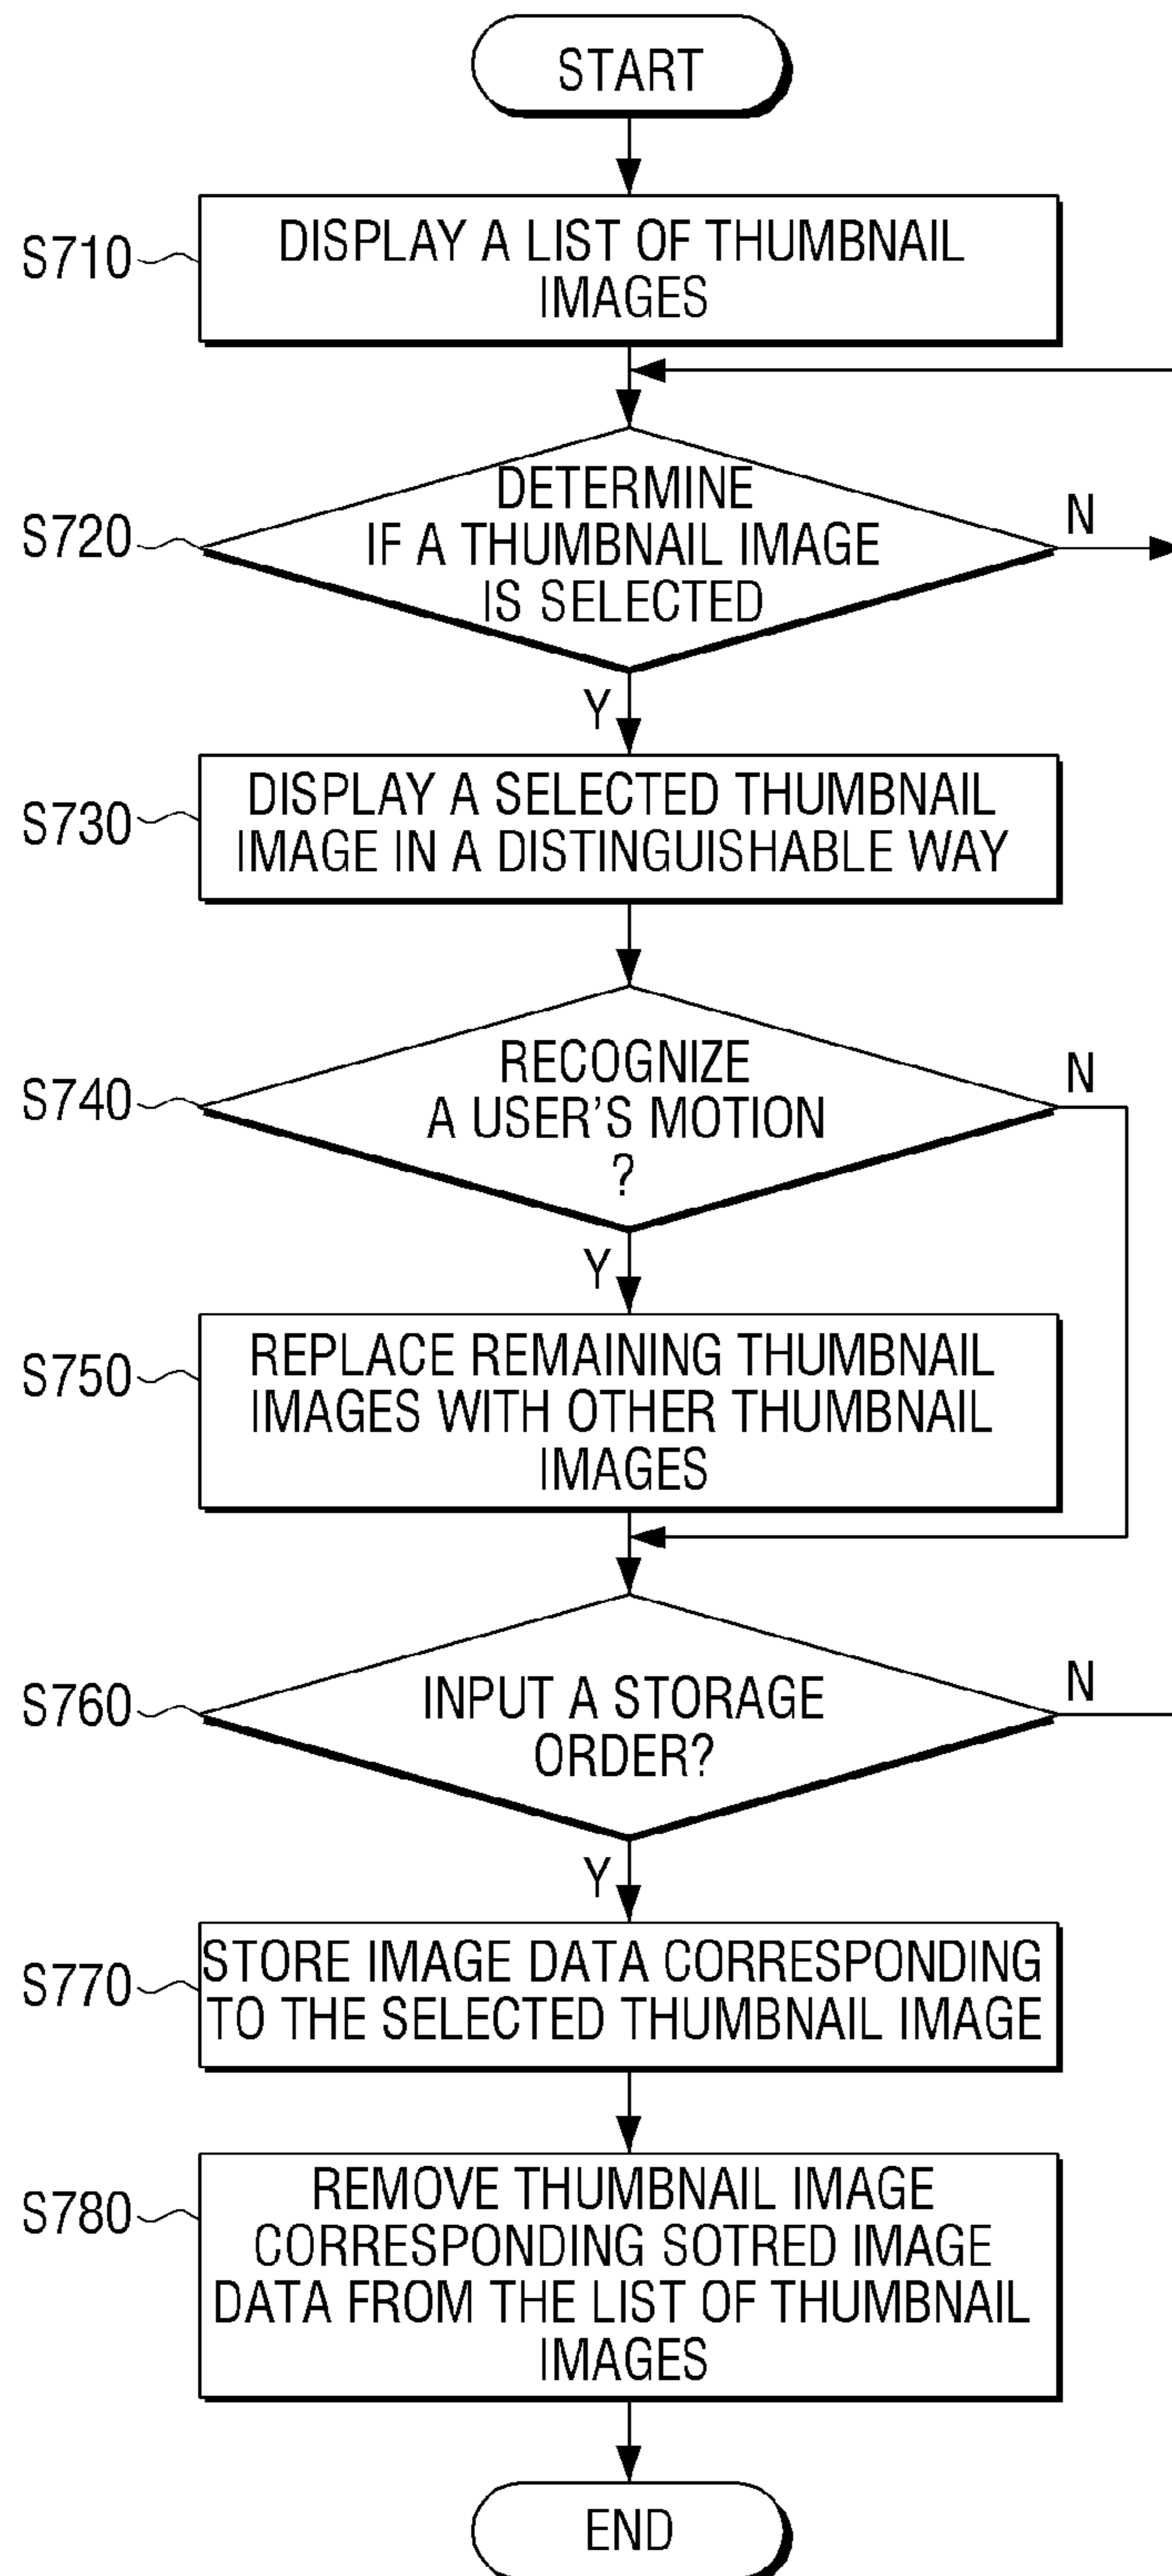 START
S710
DISPLAY A LIST OF THUMBNAIL
IMAGES
S720
DETERMINE
IF A THUMBNAIL IMAGE
IS SELECTED
N
Y
S730
DISPLAY A SELECTED THUMBNAIL
IMAGE IN A DISTINGUISHABLE WAY
S740
RECOGNIZE
A USER'S MOTION
?
N
Y
S750
REPLACE REMAINING THUMBNAIL
IMAGES WITH OTHER THUMBNAIL
IMAGES
S760
INPUT A STORAGE
ORDER?
N
Y
S770
STORE IMAGE DATA CORRESPONDING
TO THE SELECTED THUMBNAIL IMAGE
S780
REMOVE THUMBNAIL IMAGE
CORRESPONDING SOTRED IMAGE
DATA FROM THE LIST OF THUMBNAIL
IMAGES
END